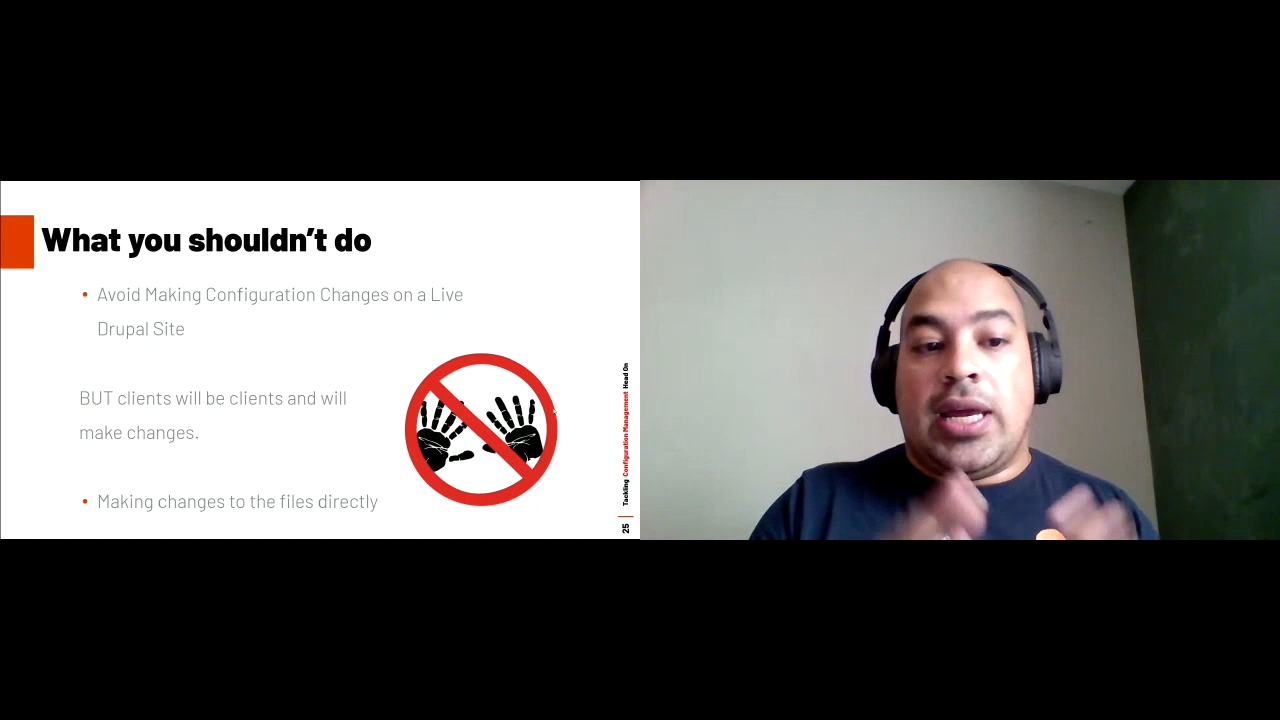 What you shouldn’t do
• Avoid Making Configuration Changes on a Live
Drupal Site
BUT clients will be clients and will
make changes.
• Making changes to the files directly
Tackling Configuration Management Head On
25